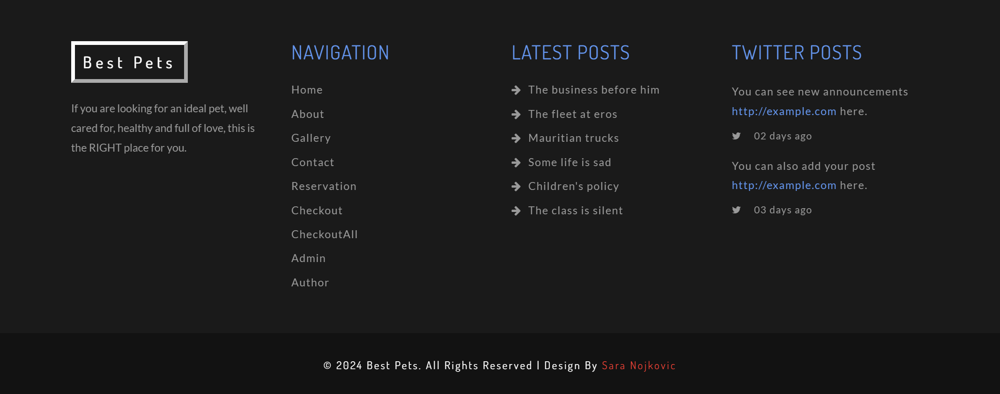 Best Pets
If you are looking for an ideal pet, well
cared for, healthy and full of love, this is
the RIGHT place for you.
NAVIGATION
Home
About
Gallery
Contact
Reservation
Checkout
CheckoutAll
Admin
Author
LATEST POSTS
The business before him
The fleet at eros
Mauritian trucks
Some life is sad
Children's policy
The class is silent
TWITTER POSTS
You can see new announcements
http://example.com here.
02 days ago
You can also add your post
http://example.com here.
03 days ago
© 2024 Best Pets. All Rights Reserved | Design By Sara Nojkovic